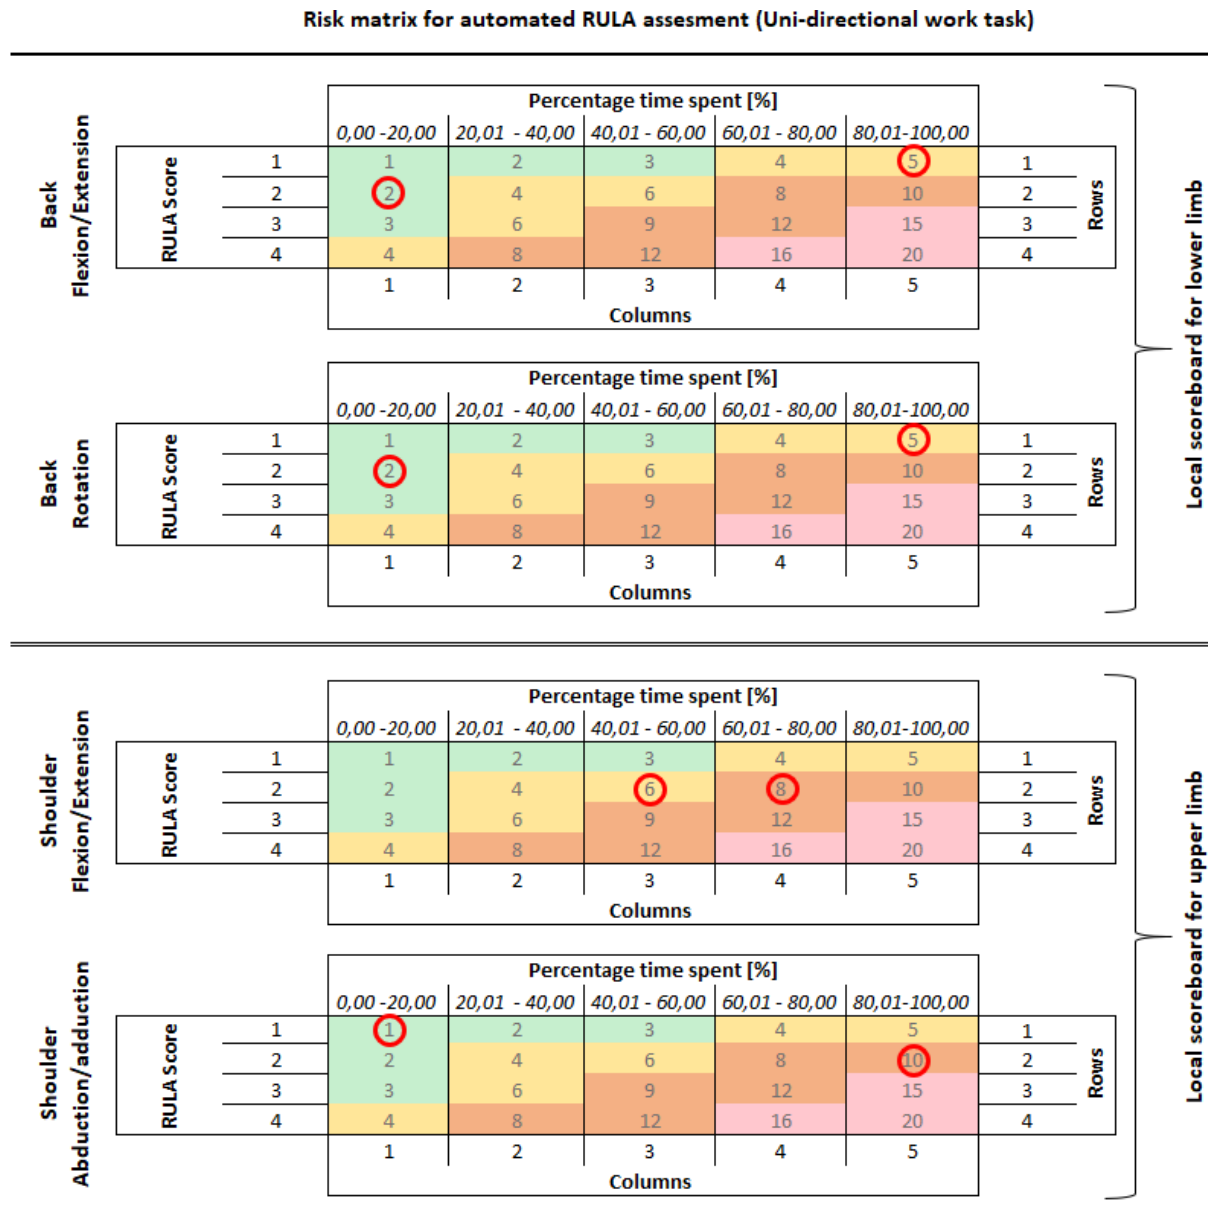 Risk matrix for automated RULA assesment (Uni-directional work task)
Back
Flexion/Extension
RULA Score
Percentage time spent [%]
0,00 -20,00 20,01 - 40,00 40,01 - 60,00 60,01 - 80,00 80,01-100,00
1 1 2 3 4 5 1
2 2 4 6 8 10 2
3 3 6 9 12 15 3
4 4 8 12 16 20 4
Rows
1 2 3 4 5
Columns
Back
Rotation
RULA Score
Percentage time spent [%]
0,00 -20,00 20,01 - 40,00 40,01 - 60,00 60,01 - 80,00 80,01-100,00
1 1 2 3 4 5 1
2 2 4 6 8 10 2
3 3 6 9 12 15 3
4 4 8 12 16 20 4
Rows
1 2 3 4 5
Columns
Local scoreboard for lower limb
Shoulder
Flexion/Extension
RULA Score
Percentage time spent [%]
0,00 -20,00 20,01 - 40,00 40,01 - 60,00 60,01 - 80,00 80,01-100,00
1 1 2 3 4 5 1
2 2 4 6 8 10 2
3 3 6 9 12 15 3
4 4 8 12 16 20 4
Rows
1 2 3 4 5
Columns
Shoulder
Abduction/adduction
RULA Score
Percentage time spent [%]
0,00 -20,00 20,01 - 40,00 40,01 - 60,00 60,01 - 80,00 80,01-100,00
1 1 2 3 4 5 1
2 2 4 6 8 10 2
3 3 6 9 12 15 3
4 4 8 12 16 20 4
Rows
1 2 3 4 5
Columns
Local scoreboard for upper limb